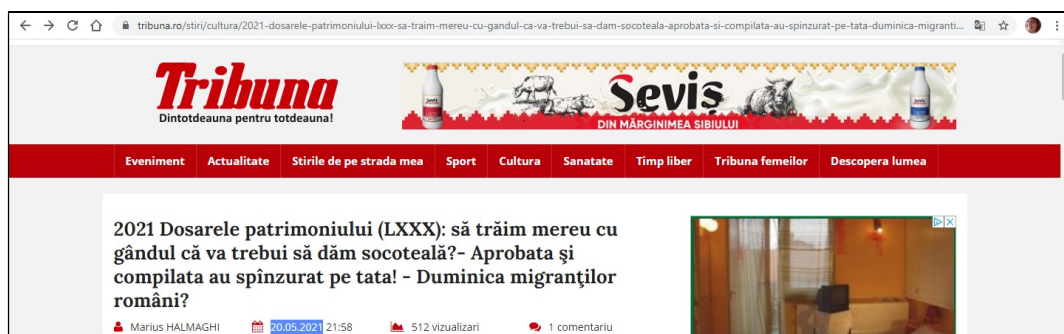 tribuna.ro/stiri/cultura/2021-dosarele-patrimoniului-lxxx-sa-traim-mereu-cu-gandul-ca-va-trebui-sa-dam-socoteala-aprobata-si-compilata-au-spinzurat-pe-tata-duminica-migranti...
Tribuna
Dintotdeauna pentru totdeauna!
Seviș
DIN MĂRGINIMEA SIBIULUI
Eveniment Actualitate Stirile de pe strada mea Sport Cultura Sanatate Timp liber Tribuna femeilor Descopera lumea
2021 Dosarele patrimoniului (LXXX): să trăim mereu cu
gândul că va trebui să dăm socoteală?- Aprobata şi
compilata au spînzurat pe tata! - Duminica migranţilor
români?
Marius HALMAGHI 20.05.2021 21:58 512 vizualizari 1 comentariu